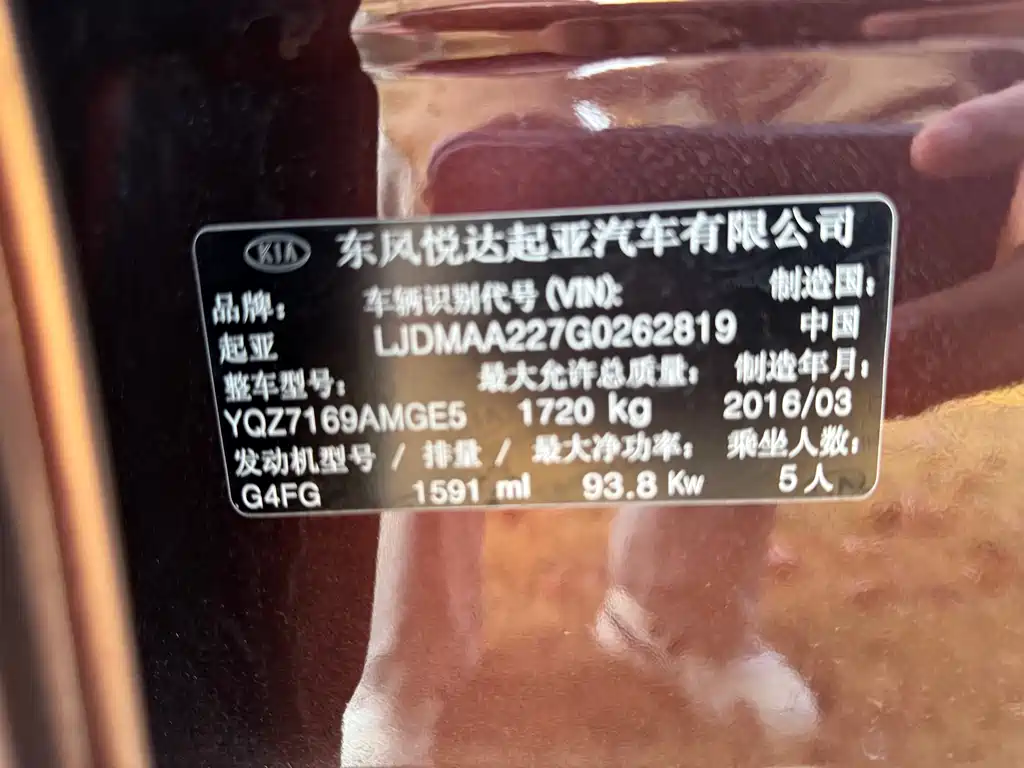 KIA 东风悦达起亚汽车有限公司
品牌: 车辆识别代号(VIN): 制造国:
起亚 LJDMAA227G0262819 中国
整车型号: 最大允许总质量: 制造年月:
YQZ7169AMGE5 1720 kg 2016/03
发动机型号 / 排量 / 最大净功率: 乘坐人数:
G4FG 1591 ml 93.8 Kw 5人